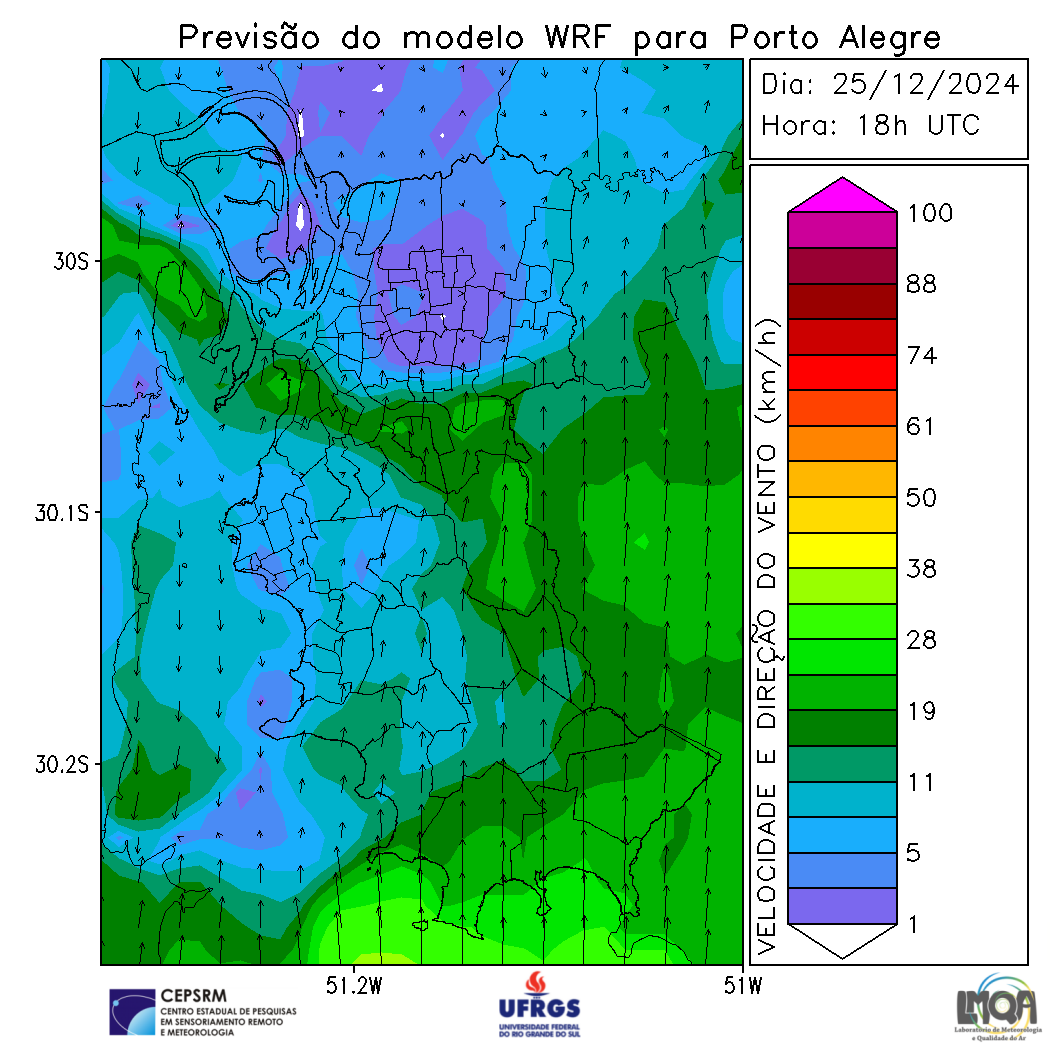 Previsão do modelo WRF para Porto Alegre
Dia: 25/12/2024
Hora: 18h UTC
30S
30.1S
30.2S
51.2W
51W
VELOCIDADE E DIREÇÃO DO VENTO (km/h)
100
88
74
61
50
38
28
19
11
5
1
CEPSRM
CENTRO ESTADUAL DE PESQUISAS
EM SENSORIAMENTO REMOTO
E METEOROLOGIA
UFRGS
UNIVERSIDADE FEDERAL
DO RIO GRANDE DO SUL
LMQA
Laboratório de Meteorologia
e Qualidade do Ar